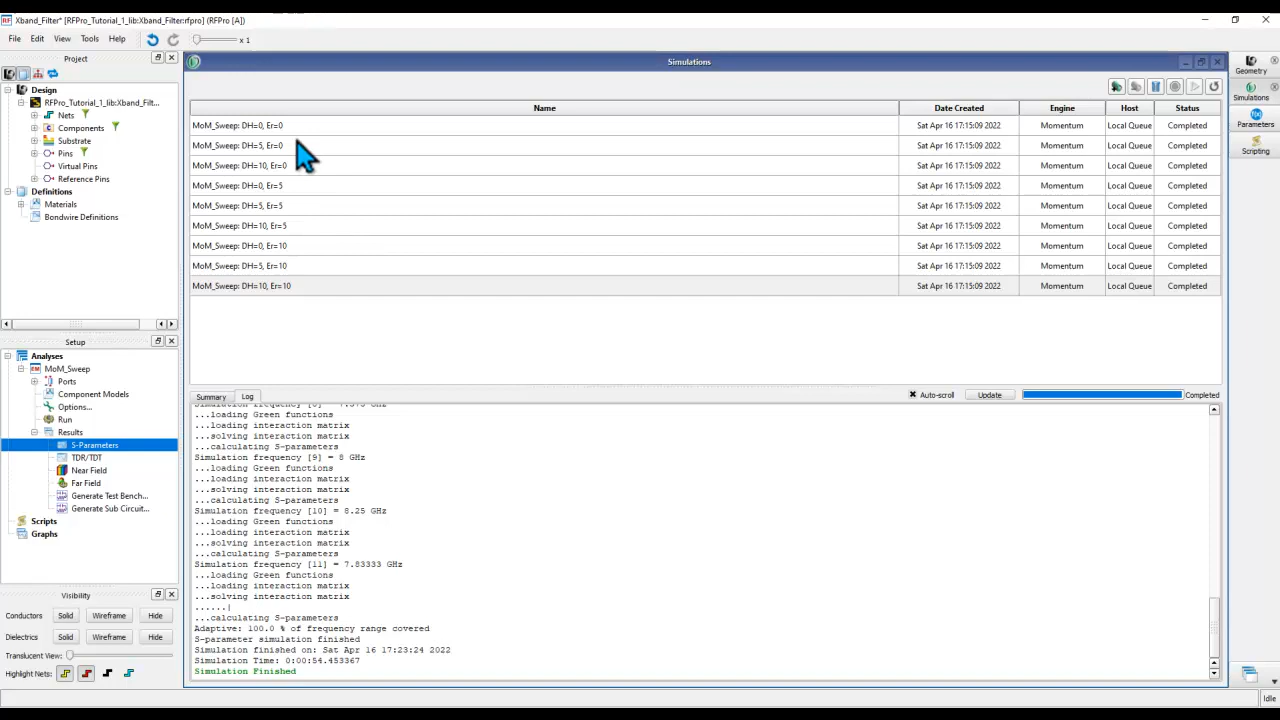 Xband_Filter* [RFPro_Tutorial_1_lib:Xband_Filter:rfpro] (RFPro [A])
File Edit View Tools Help
x 1
Project
Design
RFPro_Tutorial_1_lib:Xband_Filt...
Nets
Components
Substrate
Pins
Virtual Pins
Reference Pins
Definitions
Materials
Bondwire Definitions
Setup
Analyses
MoM_Sweep
Ports
Component Models
Options...
Run
Results
S-Parameters
TDR/TDT
Near Field
Far Field
Generate Test Bench...
Generate Sub Circuit...
Scripts
Graphs
Visibility
Conductors Solid Wireframe Hide
Dielectrics Solid Wireframe Hide
Translucent View:
Highlight Nets:
Simulations
Name Date Created Engine Host Status
MoM_Sweep: DH=0, Er=0 Sat Apr 16 17:15:09 2022 Momentum Local Queue Completed
MoM_Sweep: DH=5, Er=0 Sat Apr 16 17:15:09 2022 Momentum Local Queue Completed
MoM_Sweep: DH=10, Er=0 Sat Apr 16 17:15:09 2022 Momentum Local Queue Completed
MoM_Sweep: DH=0, Er=5 Sat Apr 16 17:15:09 2022 Momentum Local Queue Completed
MoM_Sweep: DH=5, Er=5 Sat Apr 16 17:15:09 2022 Momentum Local Queue Completed
MoM_Sweep: DH=10, Er=5 Sat Apr 16 17:15:09 2022 Momentum Local Queue Completed
MoM_Sweep: DH=0, Er=10 Sat Apr 16 17:15:09 2022 Momentum Local Queue Completed
MoM_Sweep: DH=5, Er=10 Sat Apr 16 17:15:09 2022 Momentum Local Queue Completed
MoM_Sweep: DH=10, Er=10 Sat Apr 16 17:15:09 2022 Momentum Local Queue Completed
Summary Log Auto-scroll Update Completed
...loading Green functions
...loading interaction matrix
...solving interaction matrix
...calculating S-parameters
Simulation frequency [9] = 8 GHz
...loading Green functions
...loading interaction matrix
...solving interaction matrix
...calculating S-parameters
Simulation frequency [10] = 8.25 GHz
...loading Green functions
...loading interaction matrix
...solving interaction matrix
...calculating S-parameters
Simulation frequency [11] = 7.83333 GHz
...loading Green functions
...loading interaction matrix
...solving interaction matrix
......|
...calculating S-parameters
Adaptive: 100.0 % of frequency range covered
S-parameter simulation finished
Simulation finished on: Sat Apr 16 17:23:24 2022
Simulation Time: 0:00:54.453367
Simulation Finished
Geometry
Simulations
Parameters
Scripting
Idle